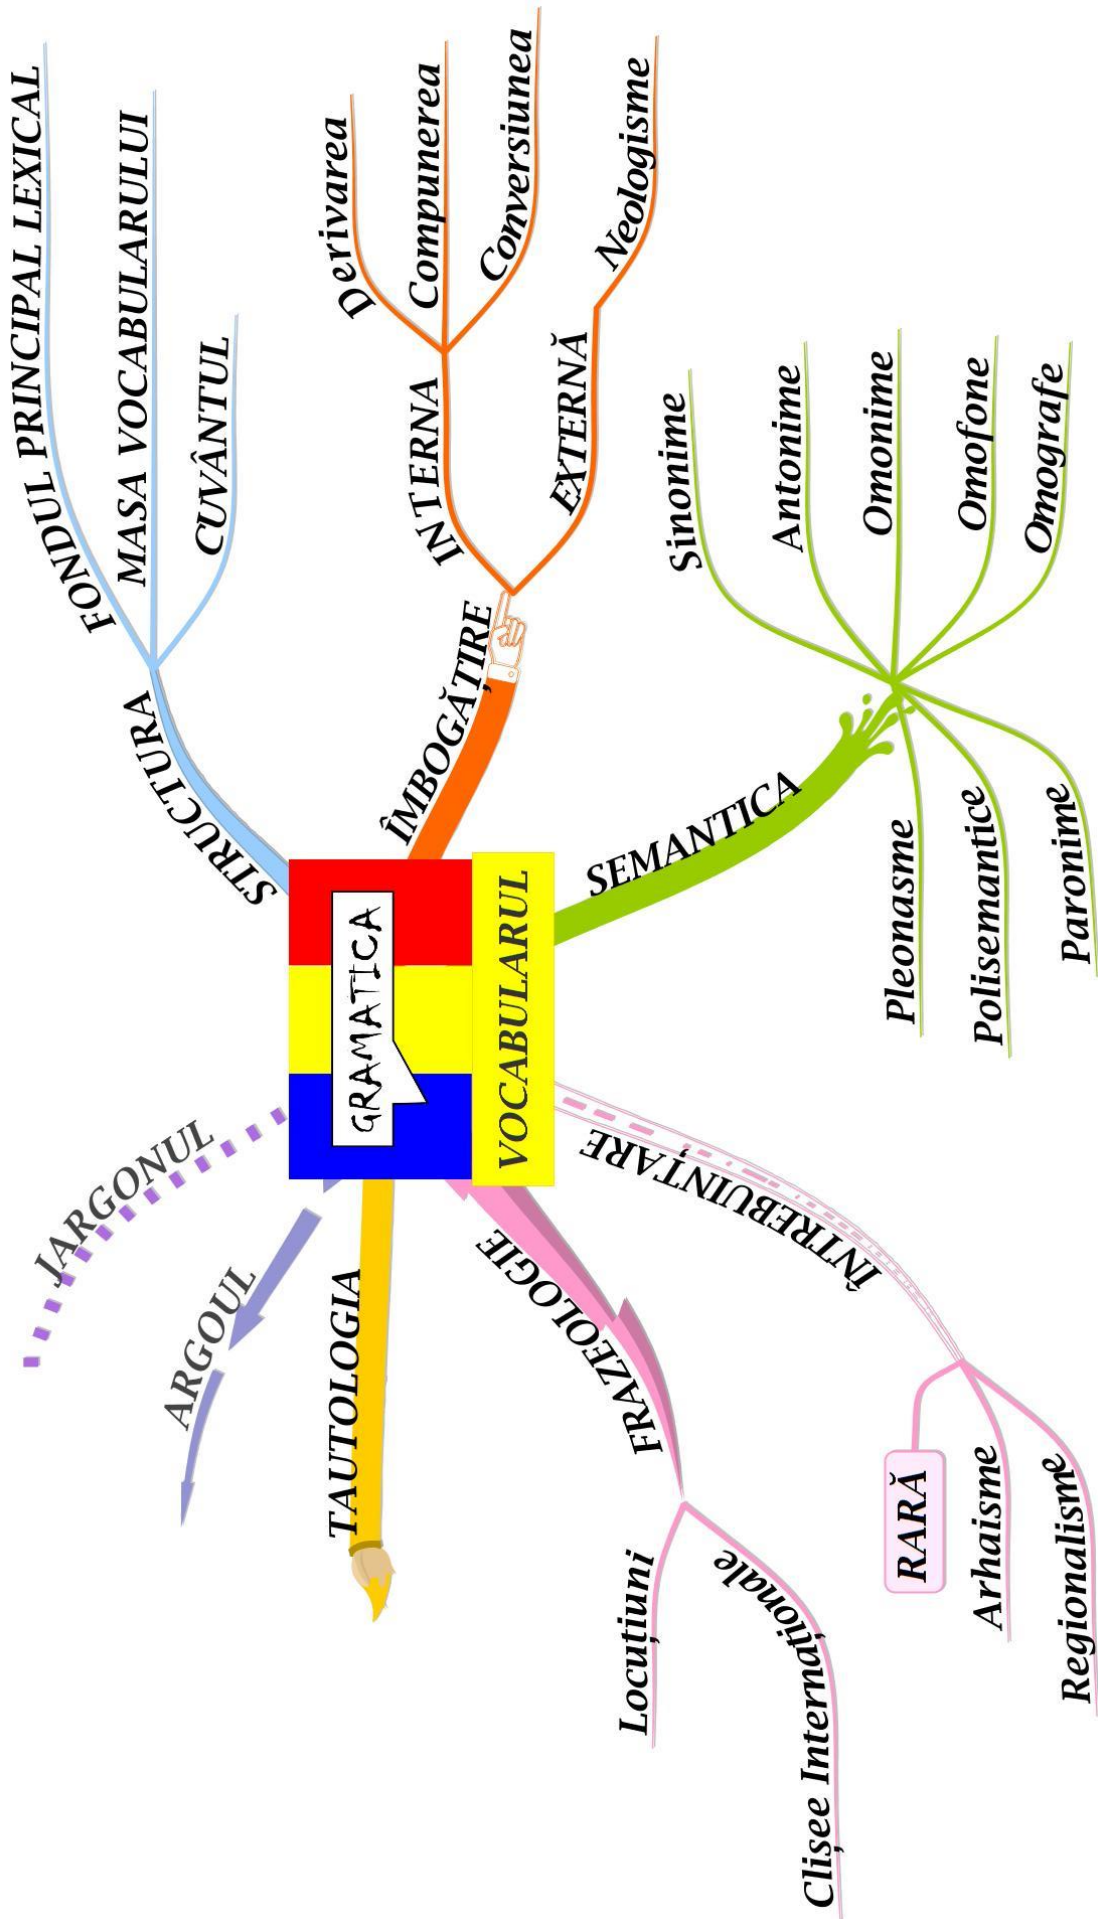 GRAMATICA
VOCABULARUL
STRUCTURA
FONDUL PRINCIPAL LEXICAL
MASA VOCABULARULUI
CUVÂNTUL
ÎMBOGĂȚIRE
INTERNA
Derivarea
Compunerea
Conversiunea
EXTERNĂ
Neologisme
SEMANTICA
Sinonime
Antonime
Omonime
Omofone
Omografe
Paronime
Polisemantice
Pleonasme
ÎNTREBUINȚARE
RARĂ
Arhaisme
Regionalisme
FRAZEOLOGIE
Locuțiuni
Clișee Internaționale
TAUTOLOGIA
ARGOUL
JARGONUL